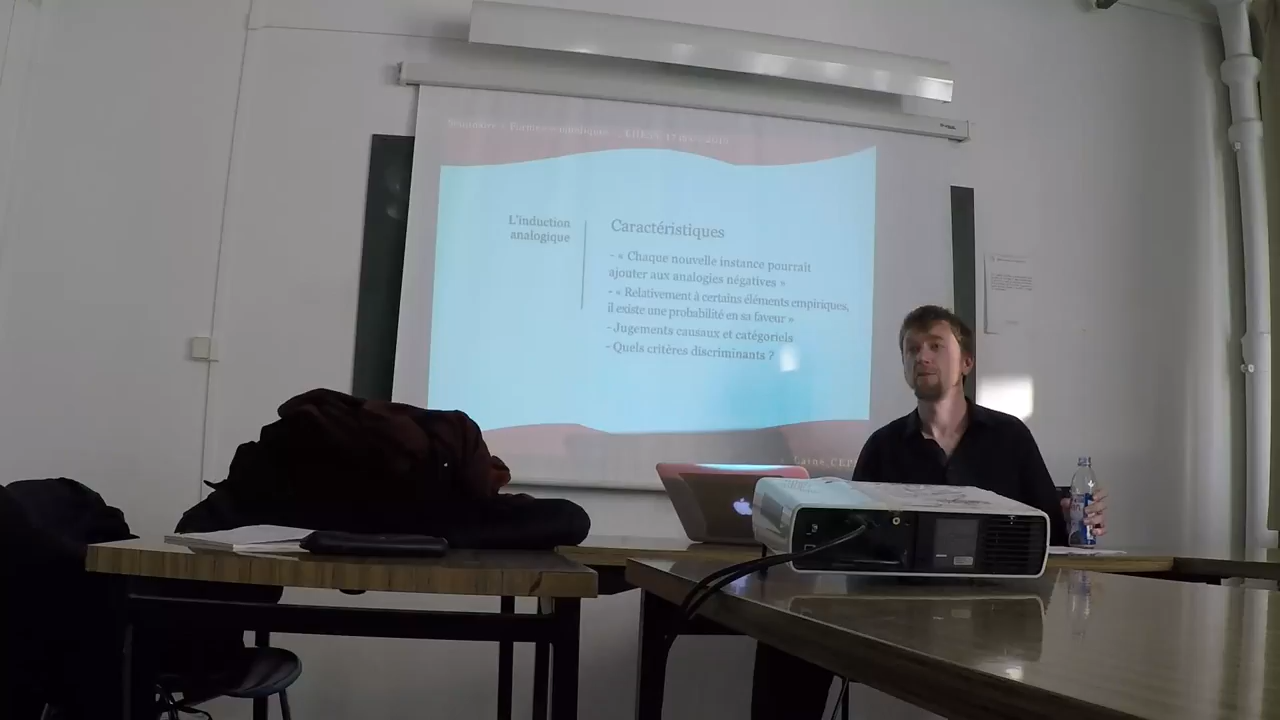 L'induction
analogique
Caractéristiques
- « Chaque nouvelle instance pourrait
ajouter aux analogies négatives »
- « Relativement à certains éléments empiriques,
il existe une probabilité en sa faveur »
- Jugements causaux et catégoriels
- Quels critères discriminants ?